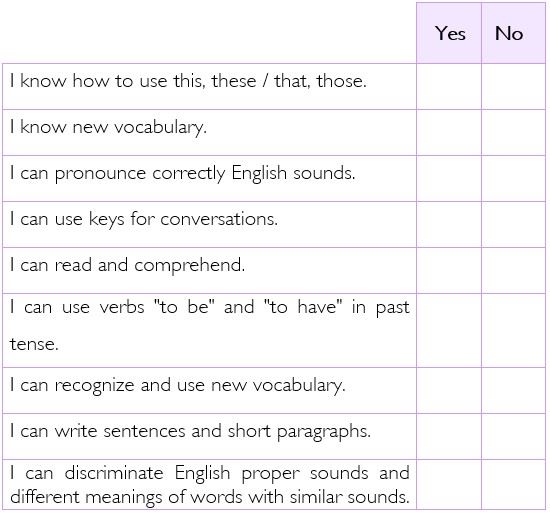 Yes No
I know how to use this, these / that, those.
I know new vocabulary.
I can pronounce correctly English sounds.
I can use keys for conversations.
I can read and comprehend.
I can use verbs "to be" and "to have" in past
tense.
I can recognize and use new vocabulary.
I can write sentences and short paragraphs.
I can discriminate English proper sounds and
different meanings of words with similar sounds.